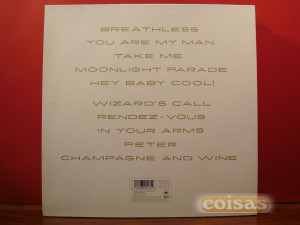 BREATHLESS
YOU ARE MY MAN
TAKE ME
MOONLIGHT PARADE
HEY BABY COOL!
WIZARD'S CALL
RENDEZ-VOUS
IN YOUR ARMS
PETER
CHAMPAGNE AND WINE
coisas